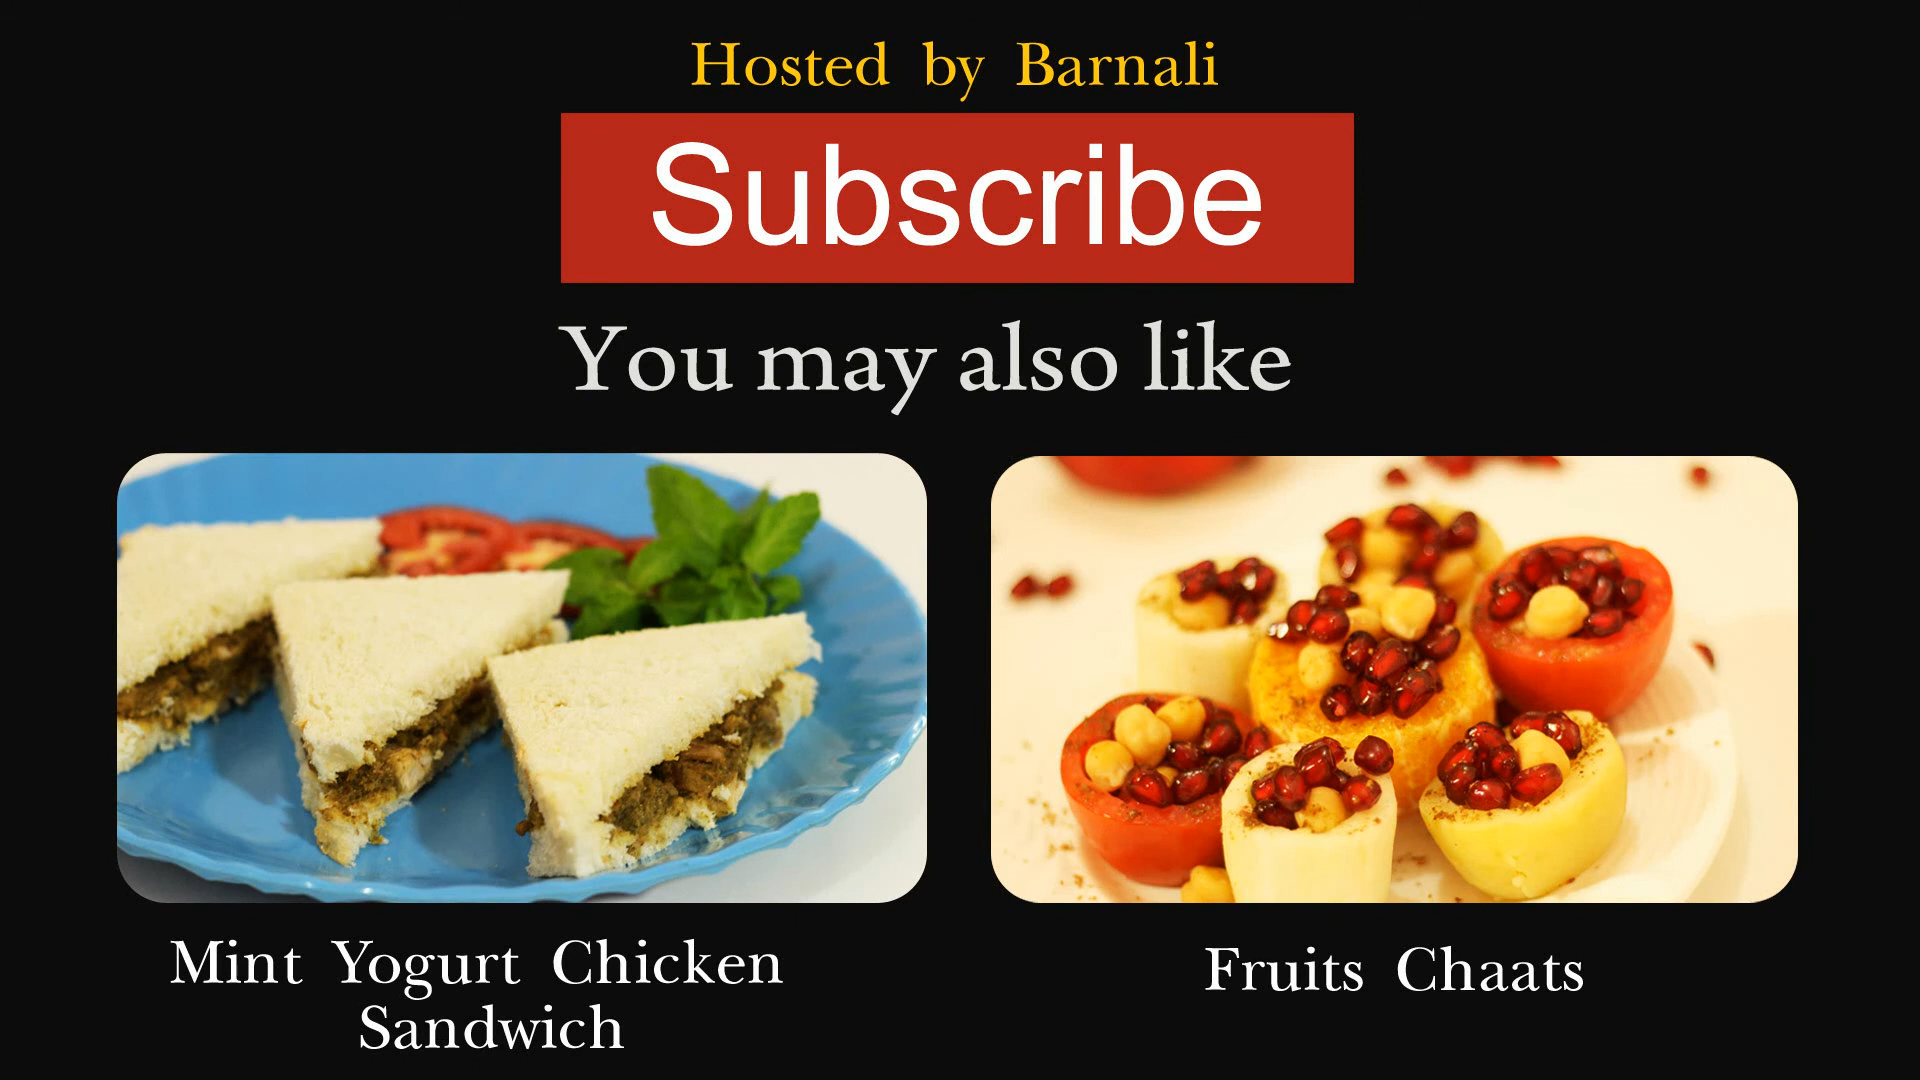 Hosted by Barnali
Subscribe
You may also like
Mint Yogurt Chicken
Sandwich
Fruits Chaats